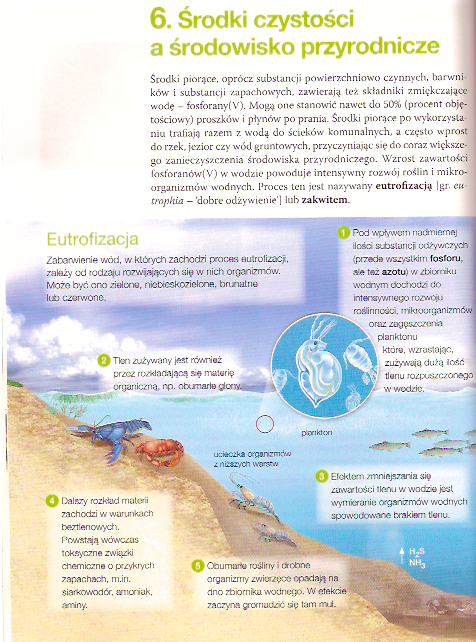 6. Środki czystości
a środowisko przyrodnicze
Środki piorące, oprócz substancji powierzchniowo czynnych, barwni-
ków i substancji zapachowych, zawierają też składniki zmiękczające
wodę – fosforany(V). Mogą one stanowić nawet do 50% (procent obję-
tościowy) proszków i płynów po prania. Środki piorące po wykorzysta-
niu trafiają razem z wodą do ścieków komunalnych, a często wprost
do rzek, jezior czy wód gruntowych, przyczyniając się do coraz większe-
go zanieczyszczenia środowiska przyrodniczego. Wzrost zawartości
fosforanów(V) w wodzie powoduje intensywny rozwój roślin i mikro-
organizmów wodnych. Proces ten jest nazywany eutrofizacją [gr. eu-
trophia – 'dobre odżywienie'] lub zakwitem.
Eutrofizacja
Zabarwienie wód, w których zachodzi proces eutrofizacji,
zależy od rodzaju rozwijających się w nich organizmów.
Może być ono zielone, niebieskozielone, brunatne
lub czerwone.
1 Pod wpływem nadmiernej
ilości substancji odżywczych
(przede wszystkim fosforu,
ale też azotu) w zbiorniku
wodnym dochodzi do
intensywnego rozwoju
roślinności, mikroorganizmów
oraz zagęszczenia
planktonu
które, wzrastając,
zużywają dużą ilość
tlenu rozpuszczonego
w wodzie.
2 Tlen zużywany jest również
przez rozkładającą się materię
organiczną, np. obumarłe glony.
plankton
ucieczka organizmów
z niższych warstw
3 Efektem zmniejszania się
zawartości tlenu w wodzie jest
wymieranie organizmów wodnych
spowodowane brakiem tlenu.
4 Dalszy rozkład materii
zachodzi w warunkach
beztlenowych.
Powstają wówczas
toksyczne związki
chemiczne o przykrych
zapachach, m.in.
siarkowodór, amoniak,
aminy.
5 Obumarłe rośliny i drobne
organizmy zwierzęce opadają na
dno zbiornika wodnego. W efekcie
zaczyna gromadzić się tam muł.
H₂S
NH₃